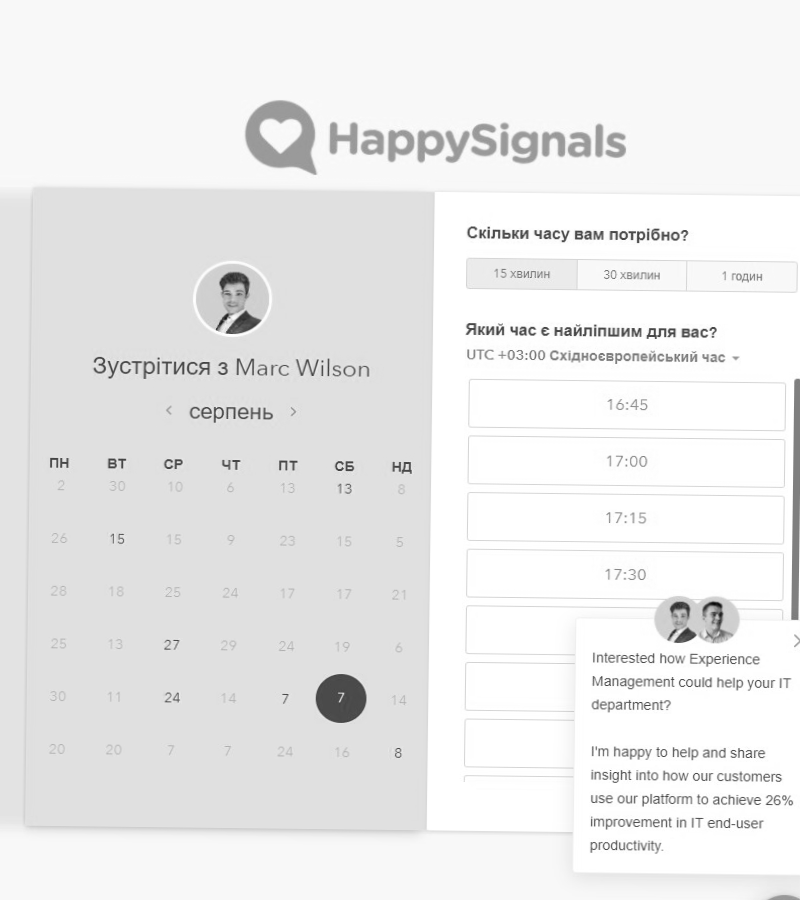 HappySignals
Зустрітися з Marc Wilson
серпень
ПН ВТ СР ЧТ ПТ СБ НД
2 30 10 6 13 13 8
26 15 15 9 23 15 5
28 18 25 24 17 17 21
25 13 27 29 24 19 6
30 11 24 14 7 7 14
20 20 7 7 24 16 8
Скільки часу вам потрібно?
15 хвилин 30 хвилин 1 годин
Який час є найліпшим для вас?
UTC +03:00 Східноєвропейський час
16:45
17:00
17:15
17:30
Interested how Experience
Management could help your IT
department?
I'm happy to help and share
insight into how our customers
use our platform to achieve 26%
improvement in IT end-user
productivity.